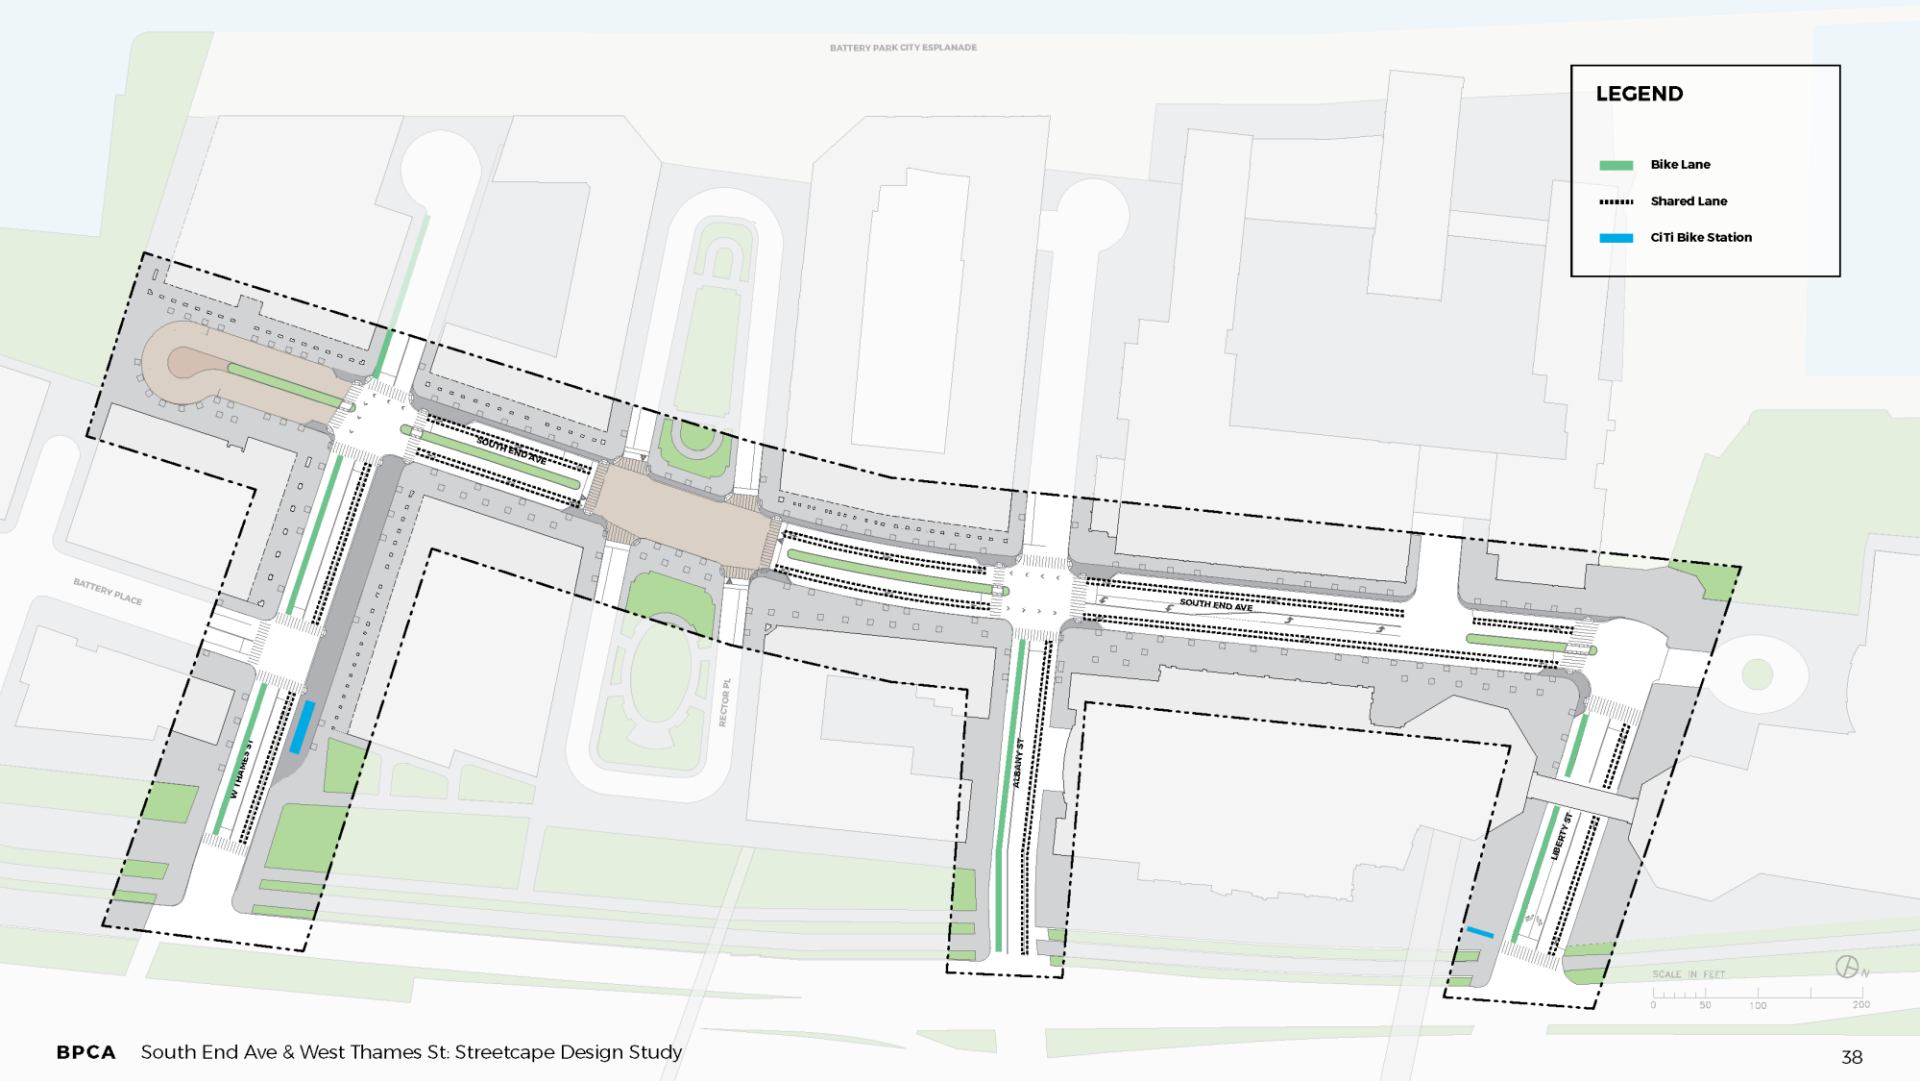 BATTERY PARK CITY ESPLANADE
LEGEND
Bike Lane
Shared Lane
CiTi Bike Station
SOUTH END AVE
SOUTH END AVE
BATTERY PLACE
RECTOR PL
W THAMES ST
ALBANY ST
LIBERTY ST
SCALE IN FEET
N
0 50 100 200
BPCA South End Ave & West Thames St: Streetscape Design Study
38